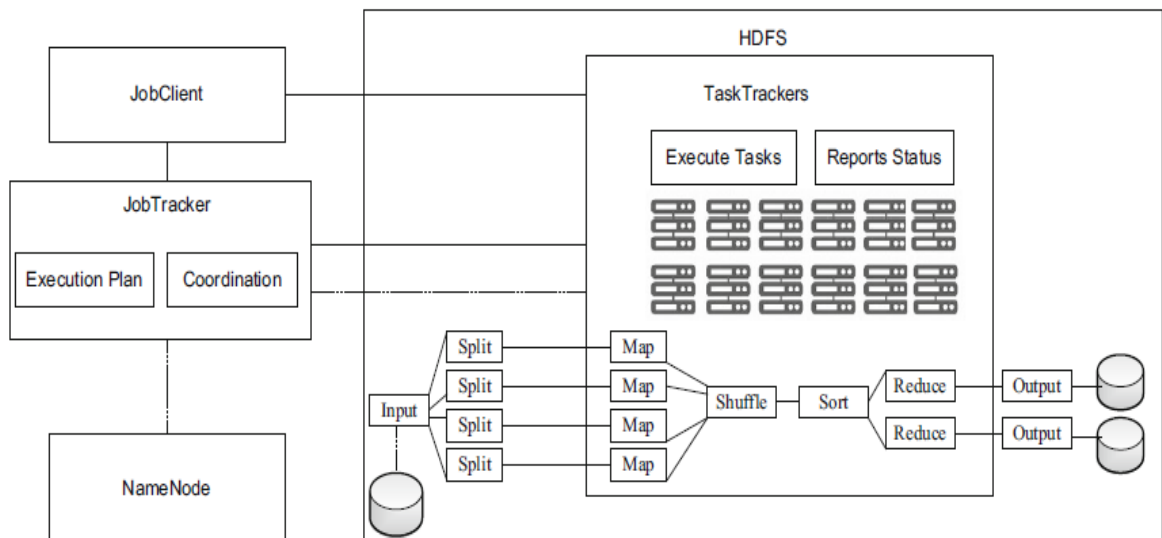 HDFS
JobClient
TaskTrackers
Execute Tasks
Reports Status
JobTracker
Execution Plan
Coordination
Split
Map
Split
Map
Reduce
Output
Input
Shuffle
Sort
Split
Map
Reduce
Output
Split
Map
NameNode